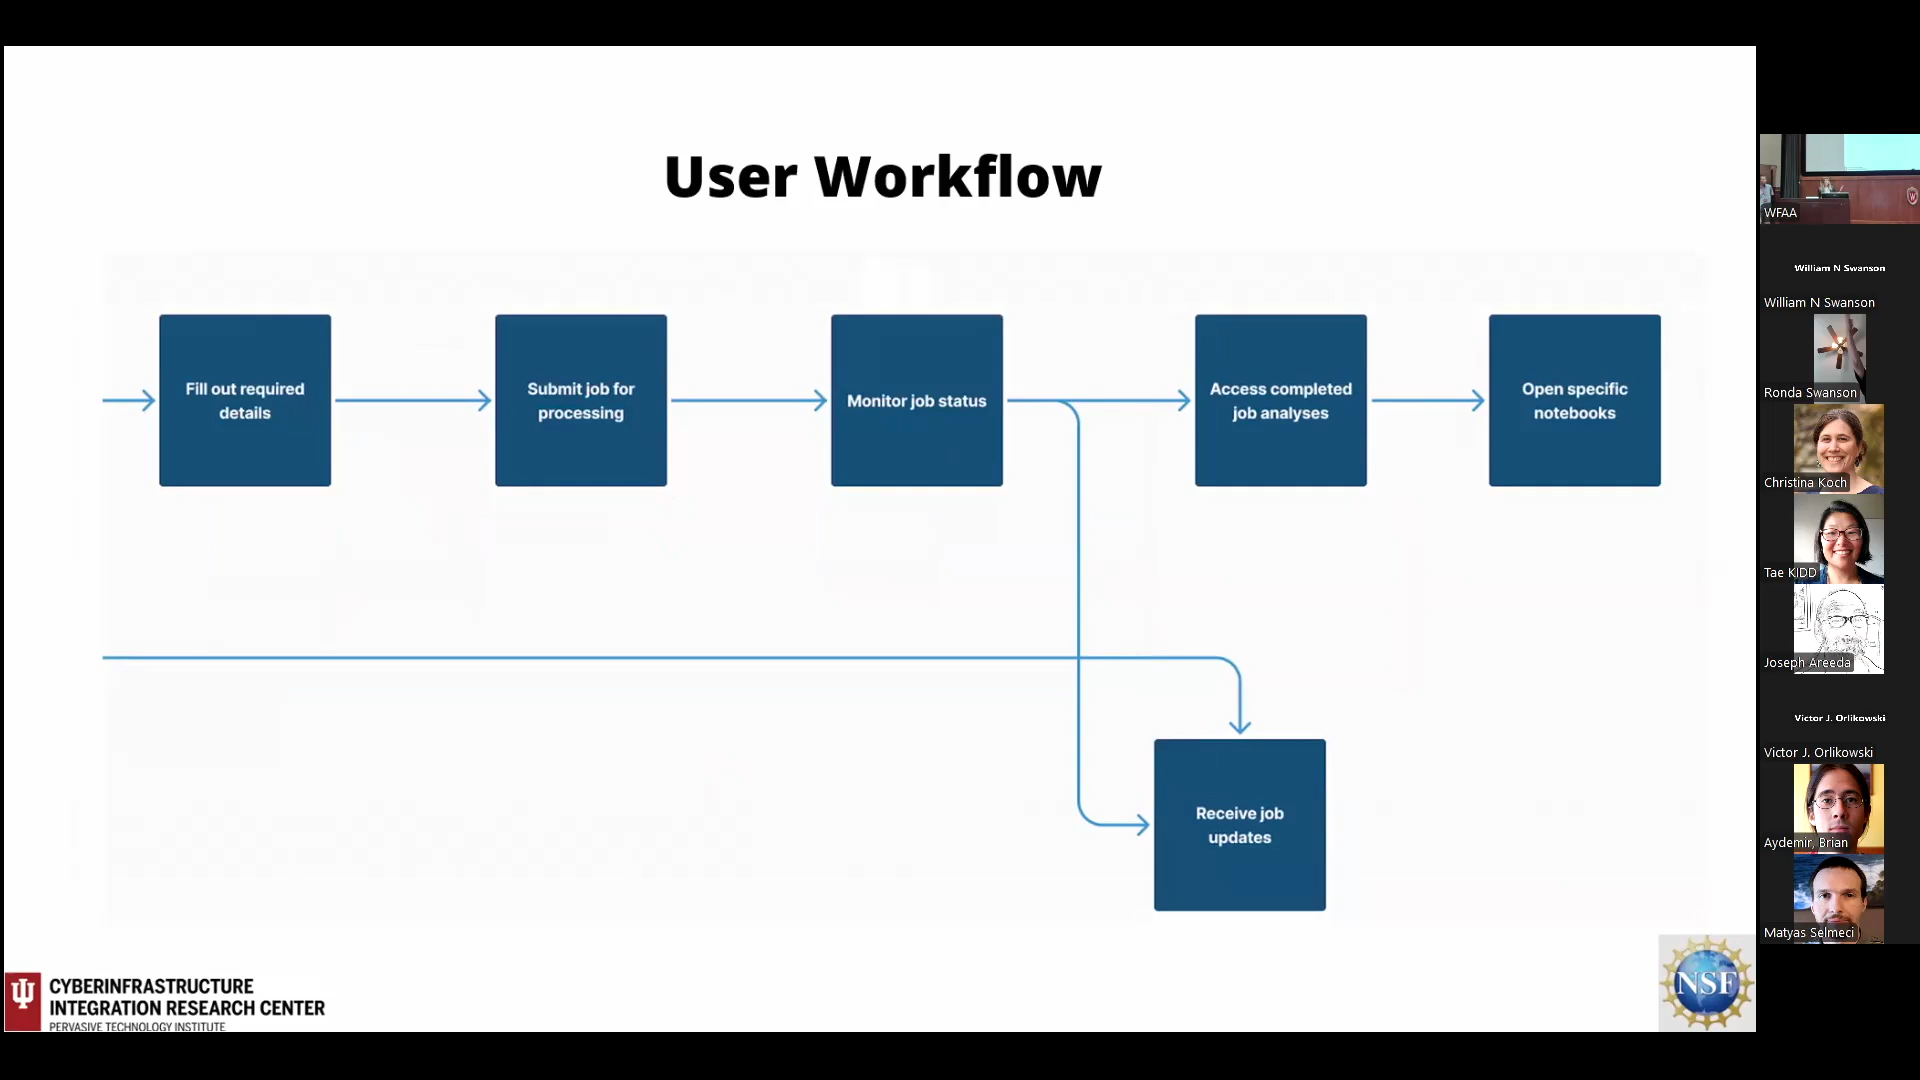 User Workflow
Fill out required
details
Submit job for
processing
Monitor job status
Access completed
job analyses
Open specific
notebooks
Receive job
updates
CYBERINFRASTRUCTURE
INTEGRATION RESEARCH CENTER
PERVASIVE TECHNOLOGY INSTITUTE
NSF
WFAA
William N Swanson
William N Swanson
Ronda Swanson
Christina Koch
Tae KIDD
Joseph Areeda
Victor J. Orlikowski
Victor J. Orlikowski
Aydemir, Brian
Matyas Selmeci